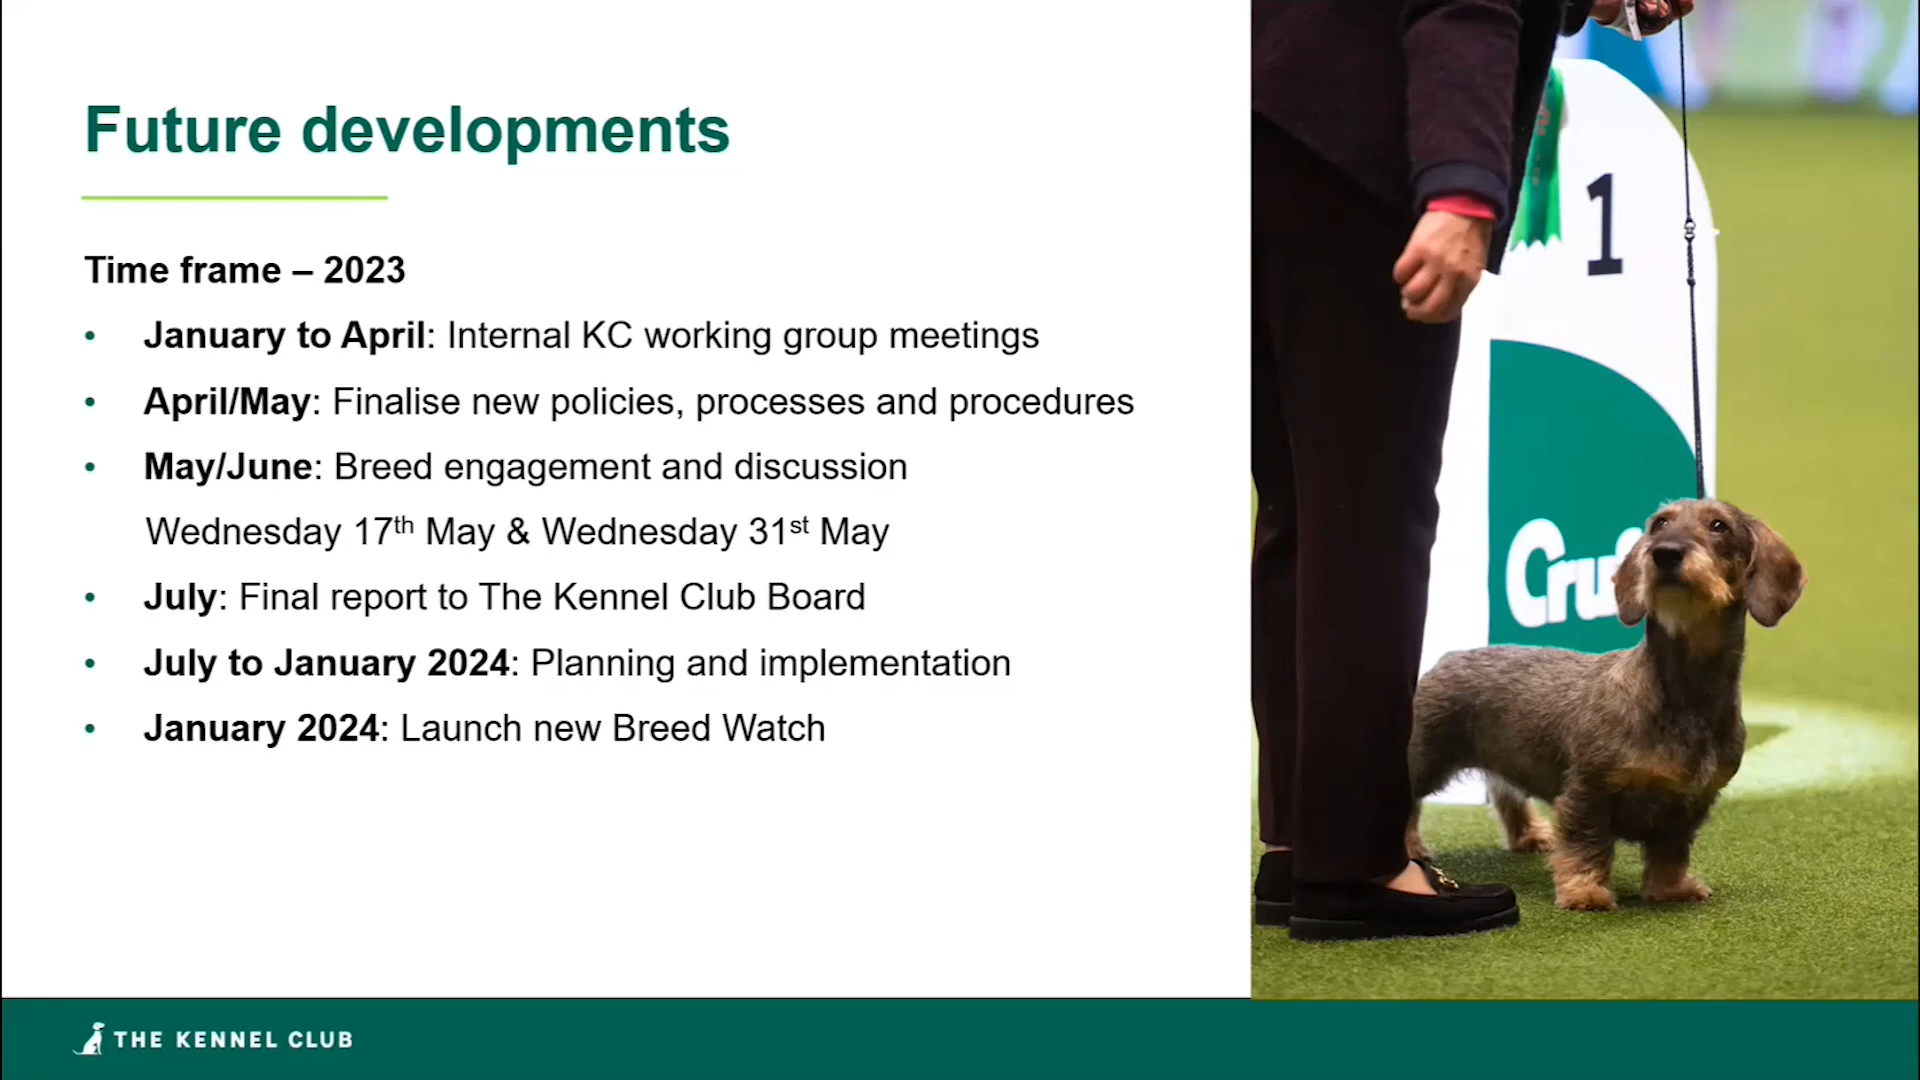 Future developments
Time frame – 2023
• January to April: Internal KC working group meetings
• April/May: Finalise new policies, processes and procedures
• May/June: Breed engagement and discussion
Wednesday 17th May & Wednesday 31st May
• July: Final report to The Kennel Club Board
• July to January 2024: Planning and implementation
• January 2024: Launch new Breed Watch
1
THE KENNEL CLUB